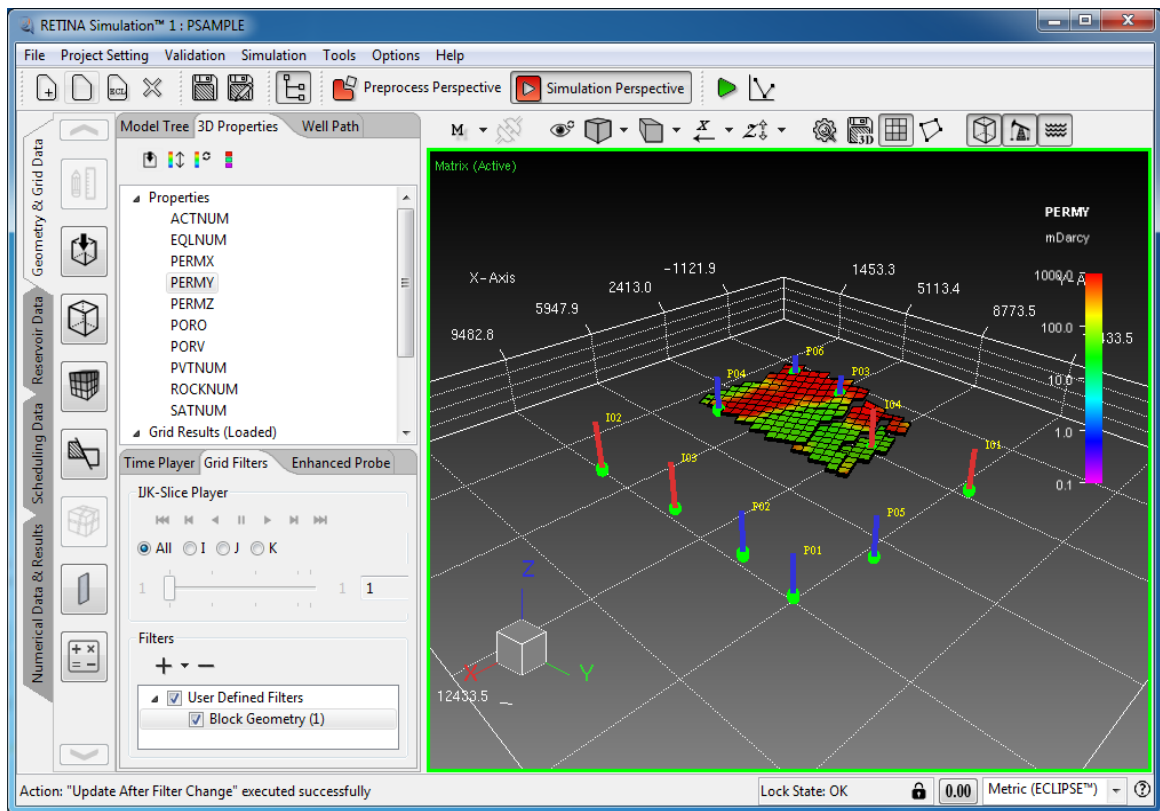 RETINA Simulation™ 1 : PSAMPLE
File Project Setting Validation Simulation Tools Options Help
ECL Preprocess Perspective Simulation Perspective
Geometry & Grid Data
Reservoir Data
Scheduling Data
Numerical Data & Results
Model Tree 3D Properties Well Path
Properties
ACTNUM
EQLNUM
PERMX
PERMY
PERMZ
PORO
PORV
PVTNUM
ROCKNUM
SATNUM
Grid Results (Loaded)
Time Player Grid Filters Enhanced Probe
IJK-Slice Player
All I J K
1 1 1
Filters
User Defined Filters
Block Geometry (1)
M X Z 3D
Matrix (Active)
PERMY
mDarcy
1000.0
100.0
10.0
1.0
0.1
X-Axis
-1121.9 1453.3
2413.0 5113.4
5947.9 8773.5
9482.8 33.5
12433.5
P06
P04 P03
I02 I04
I03 I01
P02 P05
P01
Z
X Y
Action: "Update After Filter Change" executed successfully
Lock State: OK 0.00 Metric (ECLIPSE™)